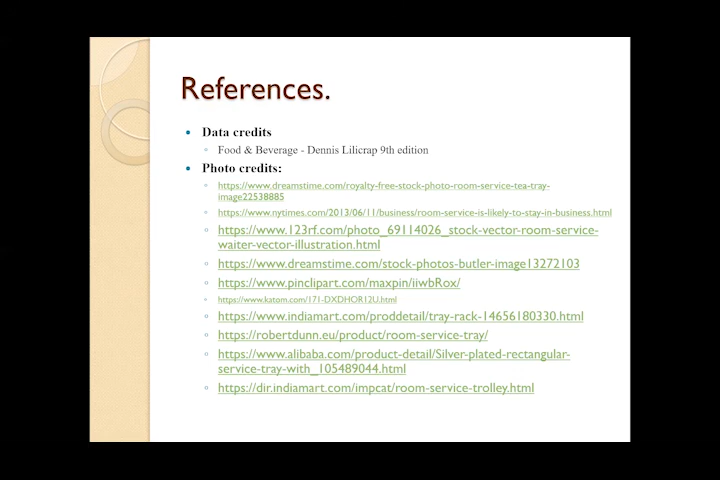 References.
Data credits
Food & Beverage - Dennis Lilicrap 9th edition
Photo credits:
https://www.dreamstime.com/royalty-free-stock-photo-room-service-tea-tray-
image22538885
https://www.nytimes.com/2013/06/11/business/room-service-is-likely-to-stay-in-business.html
https://www.123rf.com/photo_69114026_stock-vector-room-service-
waiter-vector-illustration.html
https://www.dreamstime.com/stock-photos-butler-image13272103
https://www.pinclipart.com/maxpin/iiwbRox/
https://www.katom.com/171-DXDHOR12U.html
https://www.indiamart.com/proddetail/tray-rack-14656180330.html
https://robertdunn.eu/product/room-service-tray/
https://www.alibaba.com/product-detail/Silver-plated-rectangular-
service-tray-with_105489044.html
https://dir.indiamart.com/impcat/room-service-trolley.html